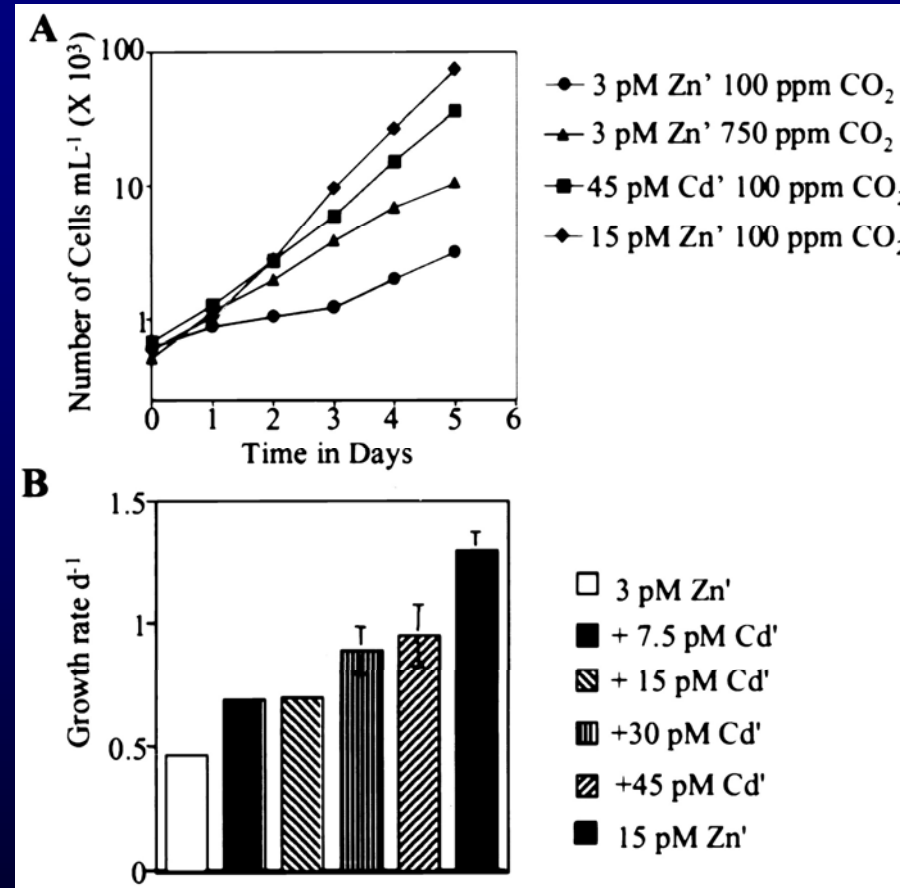 A
Number of Cells mL⁻¹ (X 10³)
100
10
1
0 1 2 3 4 5 6
Time in Days
3 pM Zn' 100 ppm CO₂
3 pM Zn' 750 ppm CO₂
45 pM Cd' 100 ppm CO₂
15 pM Zn' 100 ppm CO₂
B
Growth rate d⁻¹
1.5
1
0.5
0
3 pM Zn'
+ 7.5 pM Cd'
+ 15 pM Cd'
+30 pM Cd'
+45 pM Cd'
15 pM Zn'